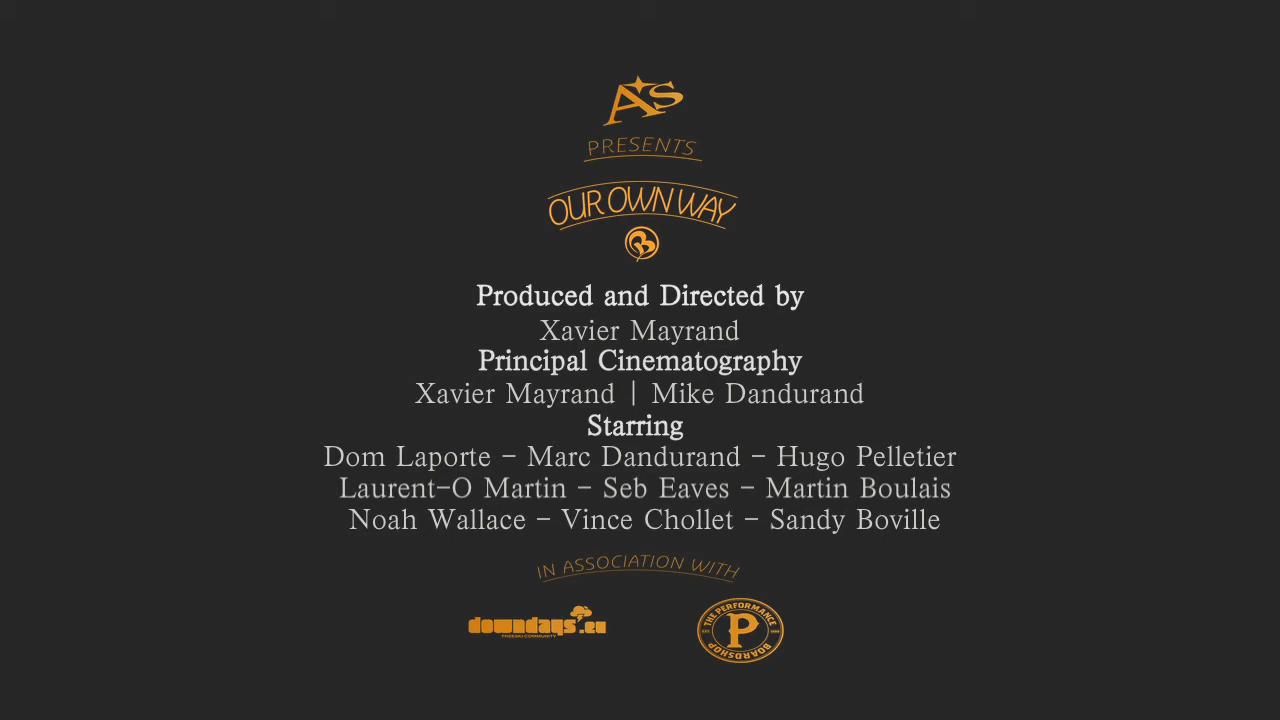 A's
PRESENTS
OUR OWN WAY
B
Produced and Directed by
Xavier Mayrand
Principal Cinematography
Xavier Mayrand | Mike Dandurand
Starring
Dom Laporte - Marc Dandurand - Hugo Pelletier
Laurent-O Martin - Seb Eaves - Martin Boulais
Noah Wallace - Vince Chollet - Sandy Boville
IN ASSOCIATION WITH
downdays.eu
FREESKI COMMUNITY
THE PERFORMANCE
P
BOARDSHOP